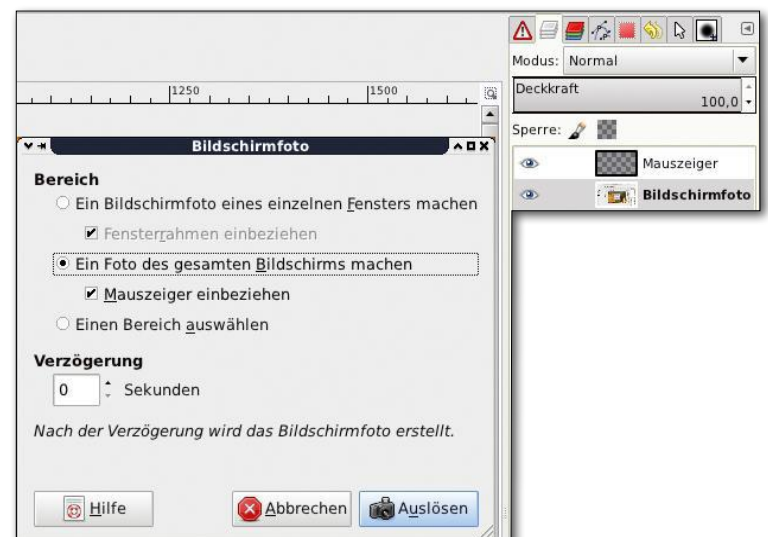 Modus: Normal
Deckkraft
100,0
Sperre:
Mauszeiger
Bildschirmfoto
1250 1500
Bildschirmfoto
Bereich
Ein Bildschirmfoto eines einzelnen Fensters machen
Fensterrahmen einbeziehen
Ein Foto des gesamten Bildschirms machen
Mauszeiger einbeziehen
Einen Bereich auswählen
Verzögerung
0 Sekunden
Nach der Verzögerung wird das Bildschirmfoto erstellt.
Hilfe Abbrechen Auslösen